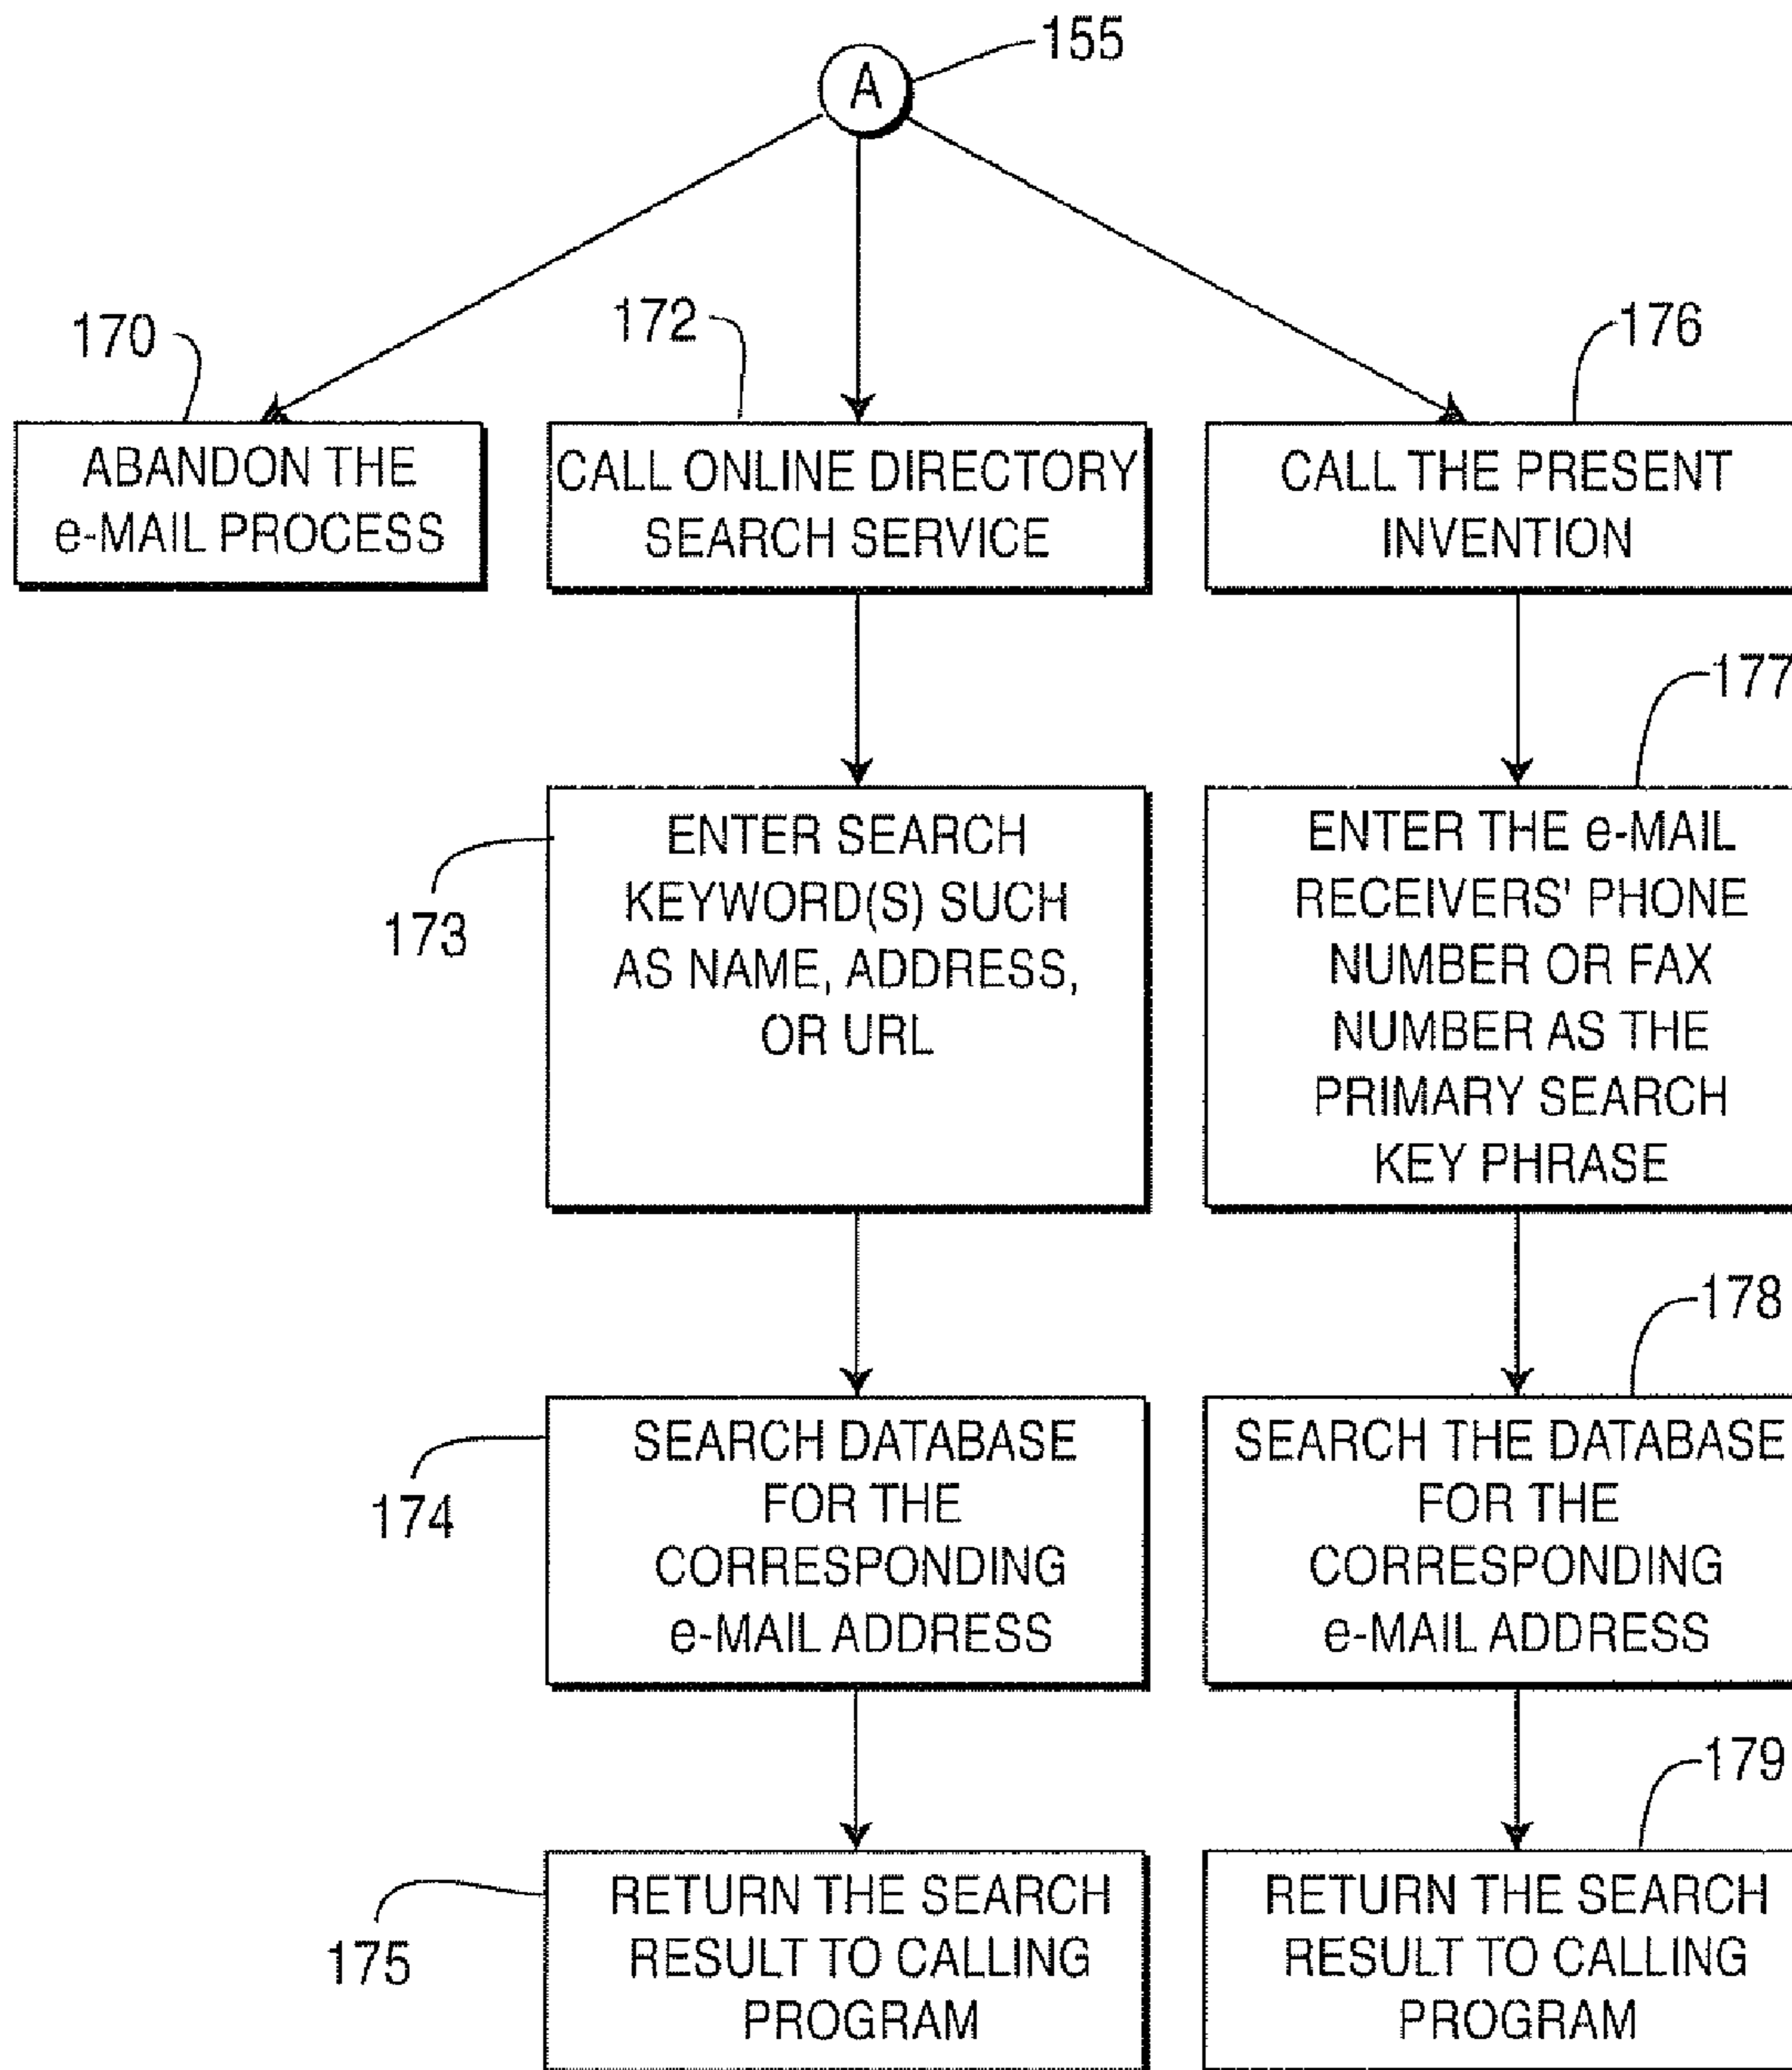 155
A
170
172
176
ABANDON THE
e-MAIL PROCESS
CALL ONLINE DIRECTORY
SEARCH SERVICE
CALL THE PRESENT
INVENTION
177
173
ENTER SEARCH
KEYWORD(S) SUCH
AS NAME, ADDRESS,
OR URL
ENTER THE e-MAIL
RECEIVERS' PHONE
NUMBER OR FAX
NUMBER AS THE
PRIMARY SEARCH
KEY PHRASE
178
174
SEARCH DATABASE
FOR THE
CORRESPONDING
e-MAIL ADDRESS
SEARCH THE DATABASE
FOR THE
CORRESPONDING
e-MAIL ADDRESS
179
175
RETURN THE SEARCH
RESULT TO CALLING
PROGRAM
RETURN THE SEARCH
RESULT TO CALLING
PROGRAM